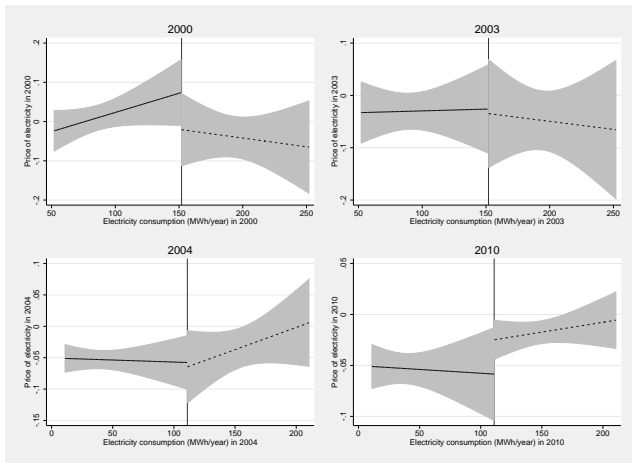 2000
Price of electricity in 2000
.2
.1
0
-.1
-.2
50 100 150 200 250
Electricity consumption (MWh/year) in 2000
2003
Price of electricity in 2003
.1
0
-.1
-.2
50 100 150 200 250
Electricity consumption (MWh/year) in 2003
2004
Price of electricity in 2004
.1
.05
0
-.05
-.1
-.15
0 50 100 150 200
Electricity consumption (MWh/year) in 2004
2010
Price of electricity in 2010
.05
0
-.05
-.1
0 50 100 150 200
Electricity consumption (MWh/year) in 2010